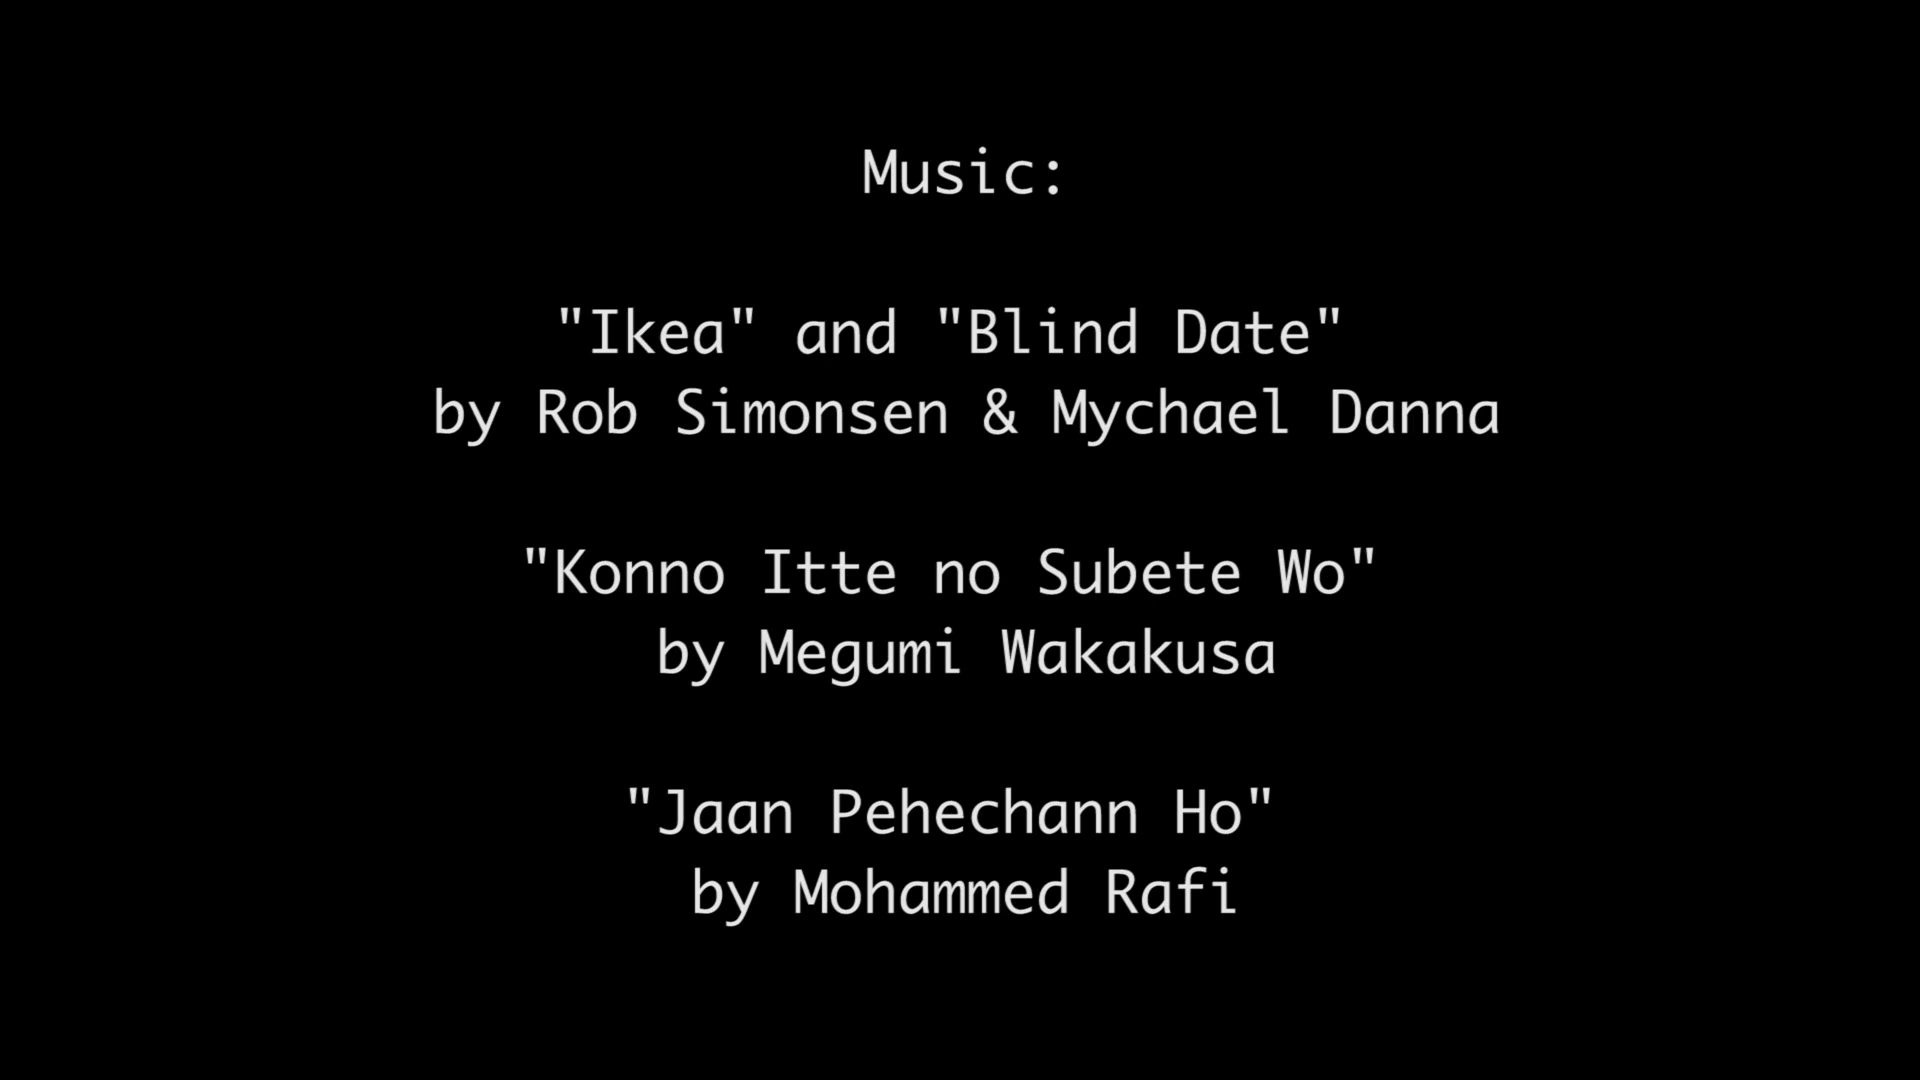 Music:
"Ikea" and "Blind Date"
by Rob Simonsen & Mychael Danna
"Konno Itte no Subete Wo"
by Megumi Wakakusa
"Jaan Pehechann Ho"
by Mohammed Rafi